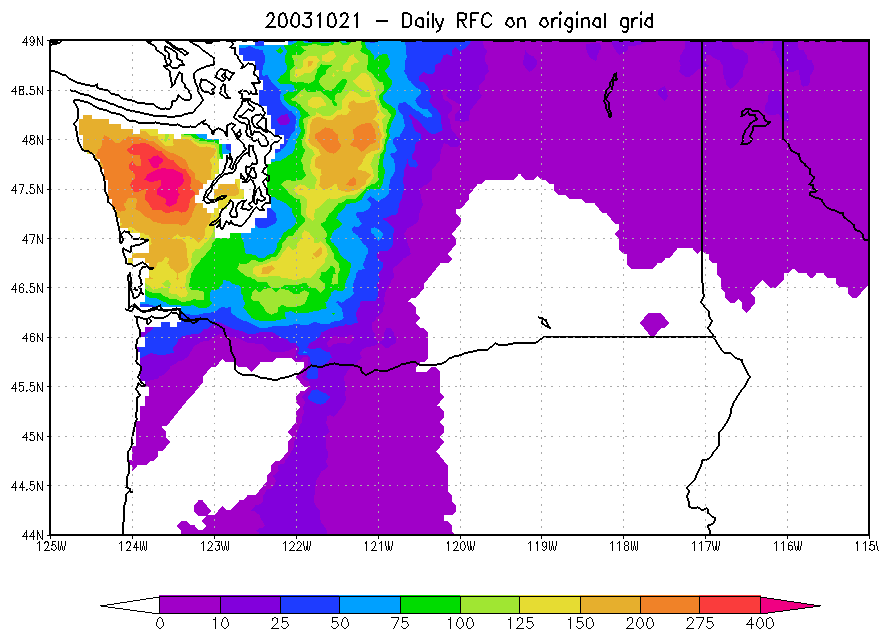 20031021 – Daily RFC on original grid
49N
48.5N
48N
47.5N
47N
46.5N
46N
45.5N
45N
44.5N
44N
125W 124W 123W 122W 121W 120W 119W 118W 117W 116W 115W
0 10 25 50 75 100 125 150 200 275 400